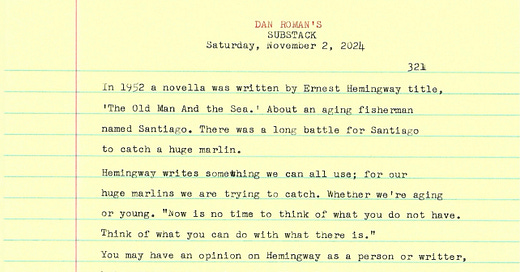 DAN ROMAN'S
SUBSTACK
Saturday, November 2, 2024
321
In 1952 a novella was written by Ernest Hemingway title,
'The Old Man And the Sea.' About an aging fisherman
named Santiago. There was a long battle for Santiago
to catch a huge marlin.
Hemingway writes something we can all use; for our
huge marlins we are trying to catch. Whether we're aging
or young. "Now is no time to think of what you do not have.
Think of what you can do with what there is."
You may have an opinion on Hemingway as a person or writter,